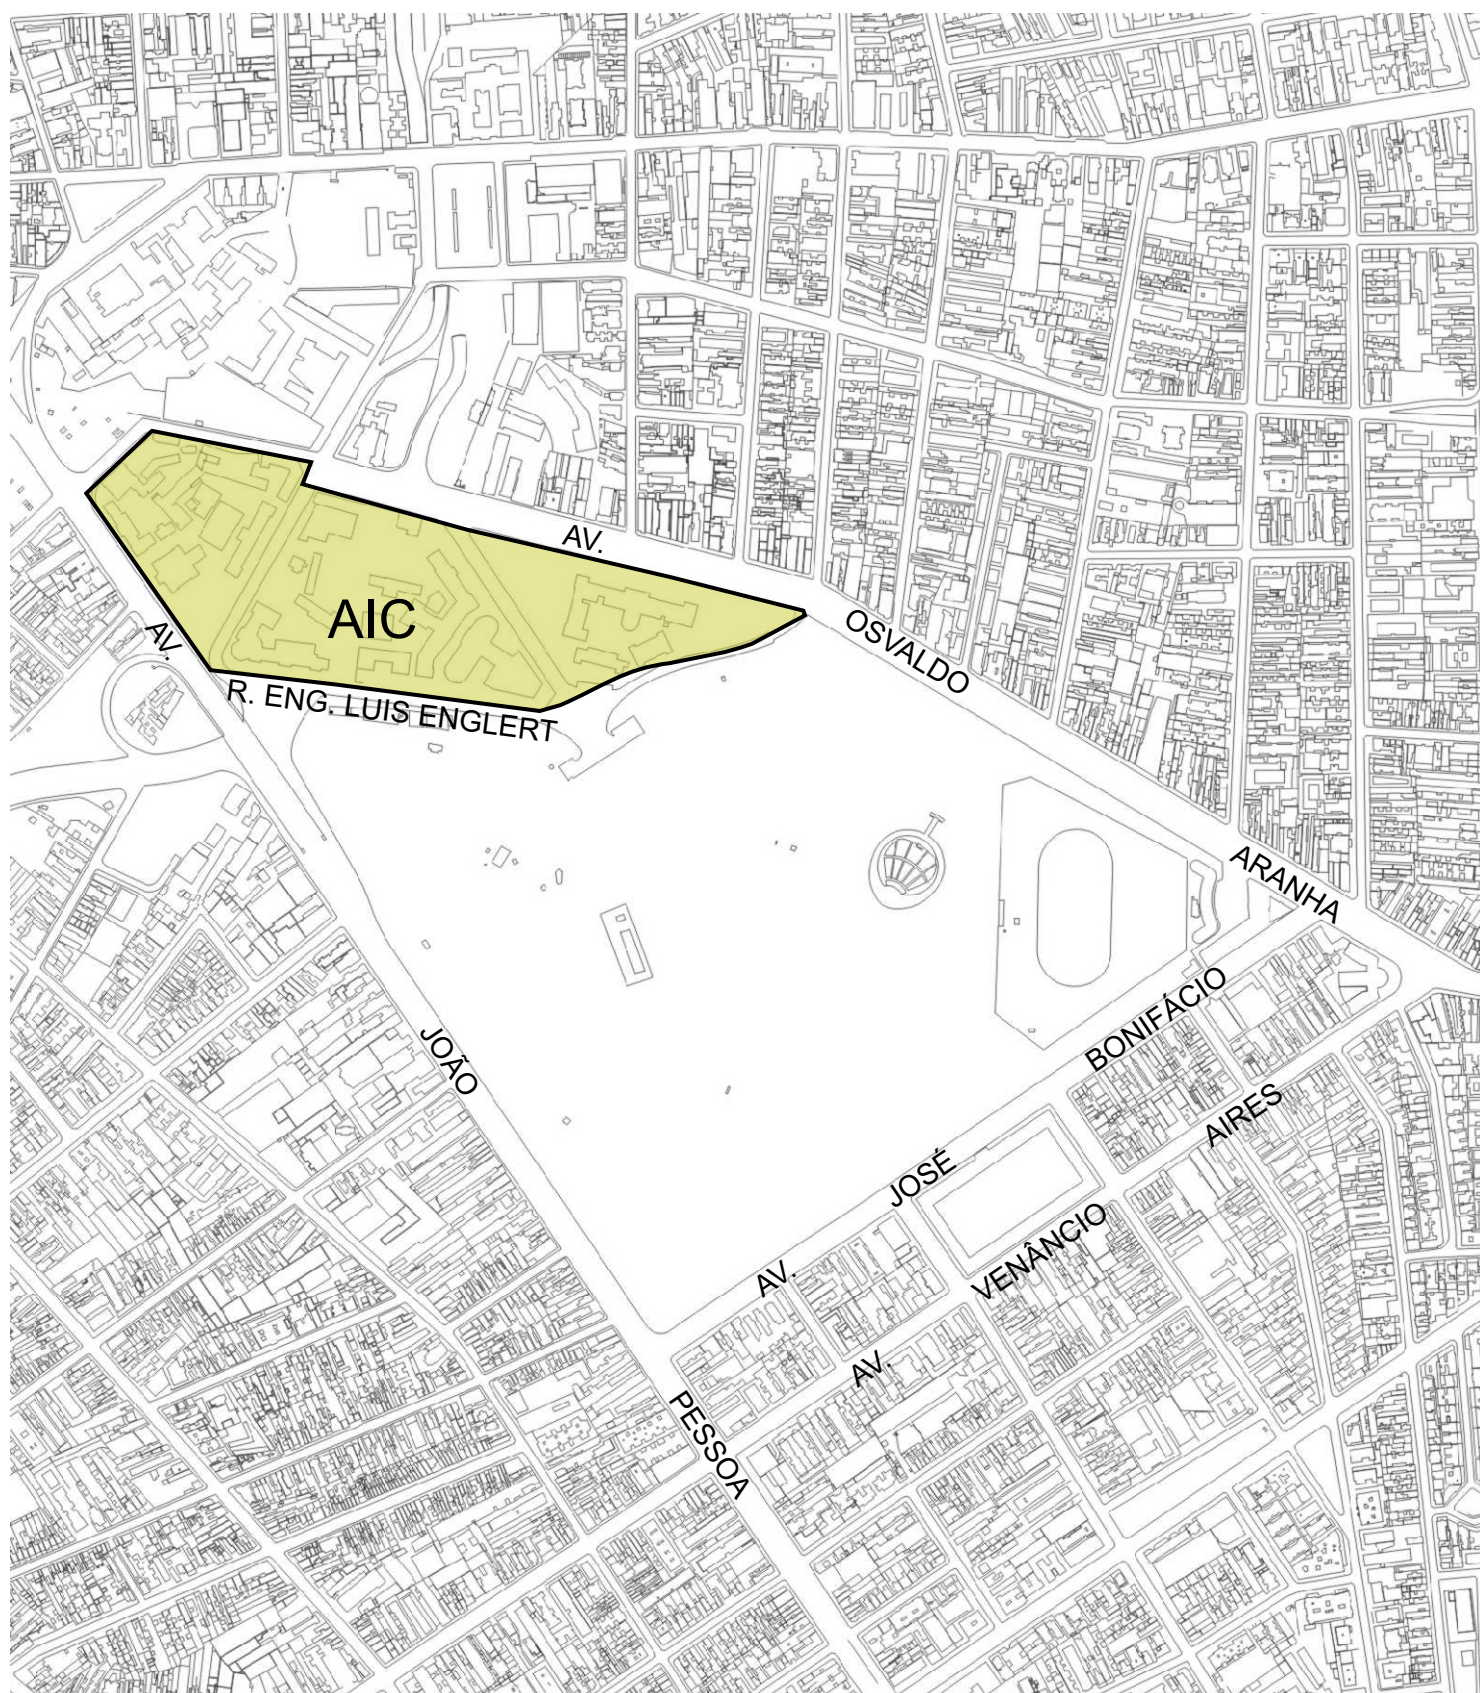 AV.
OSVALDO
ARANHA
AIC
AV.
R. ENG. LUIS ENGLERT
JOÃO
PESSOA
AV.
JOSÉ
BONIFÁCIO
AV.
VENÂNCIO
AIRES